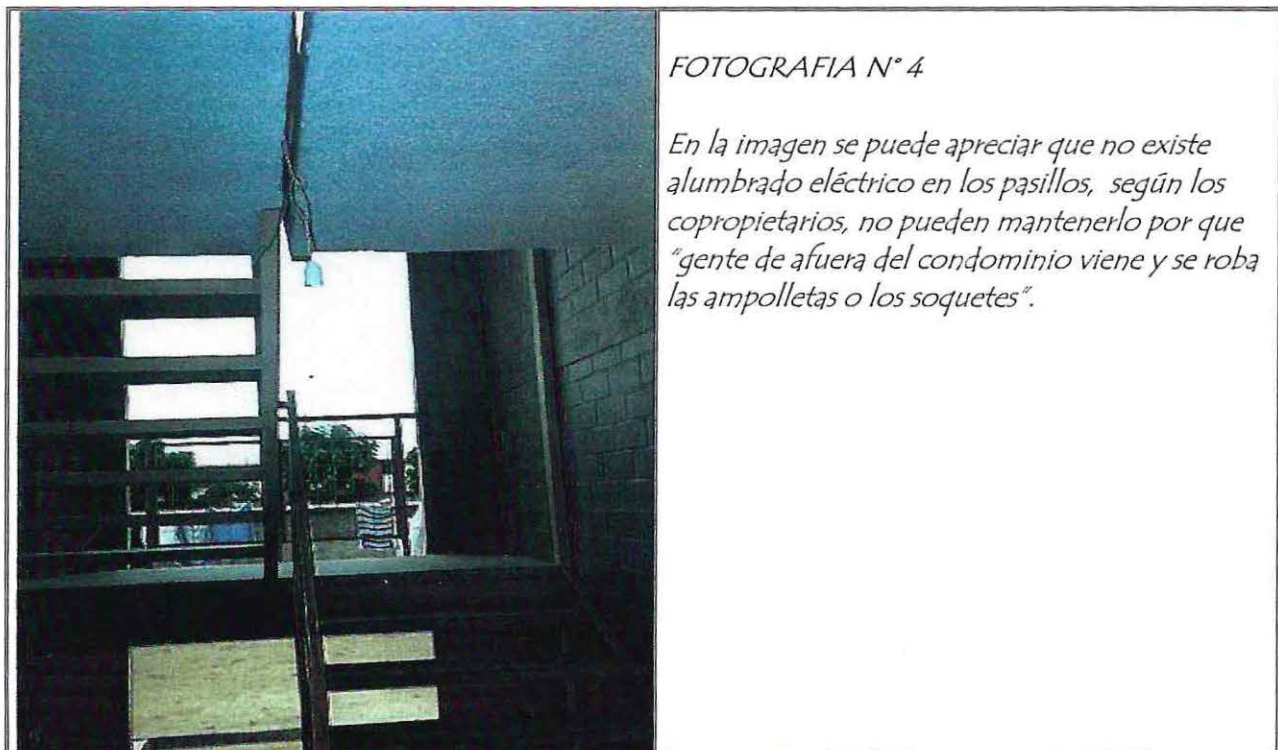 FOTOGRAFIA N° 4
En la imagen se puede apreciar que no existe
alumbrado eléctrico en los pasillos, según los
copropietarios, no pueden mantenerlo por que
"gente de afuera del condominio viene y se roba
las ampolletas o los soquetes".